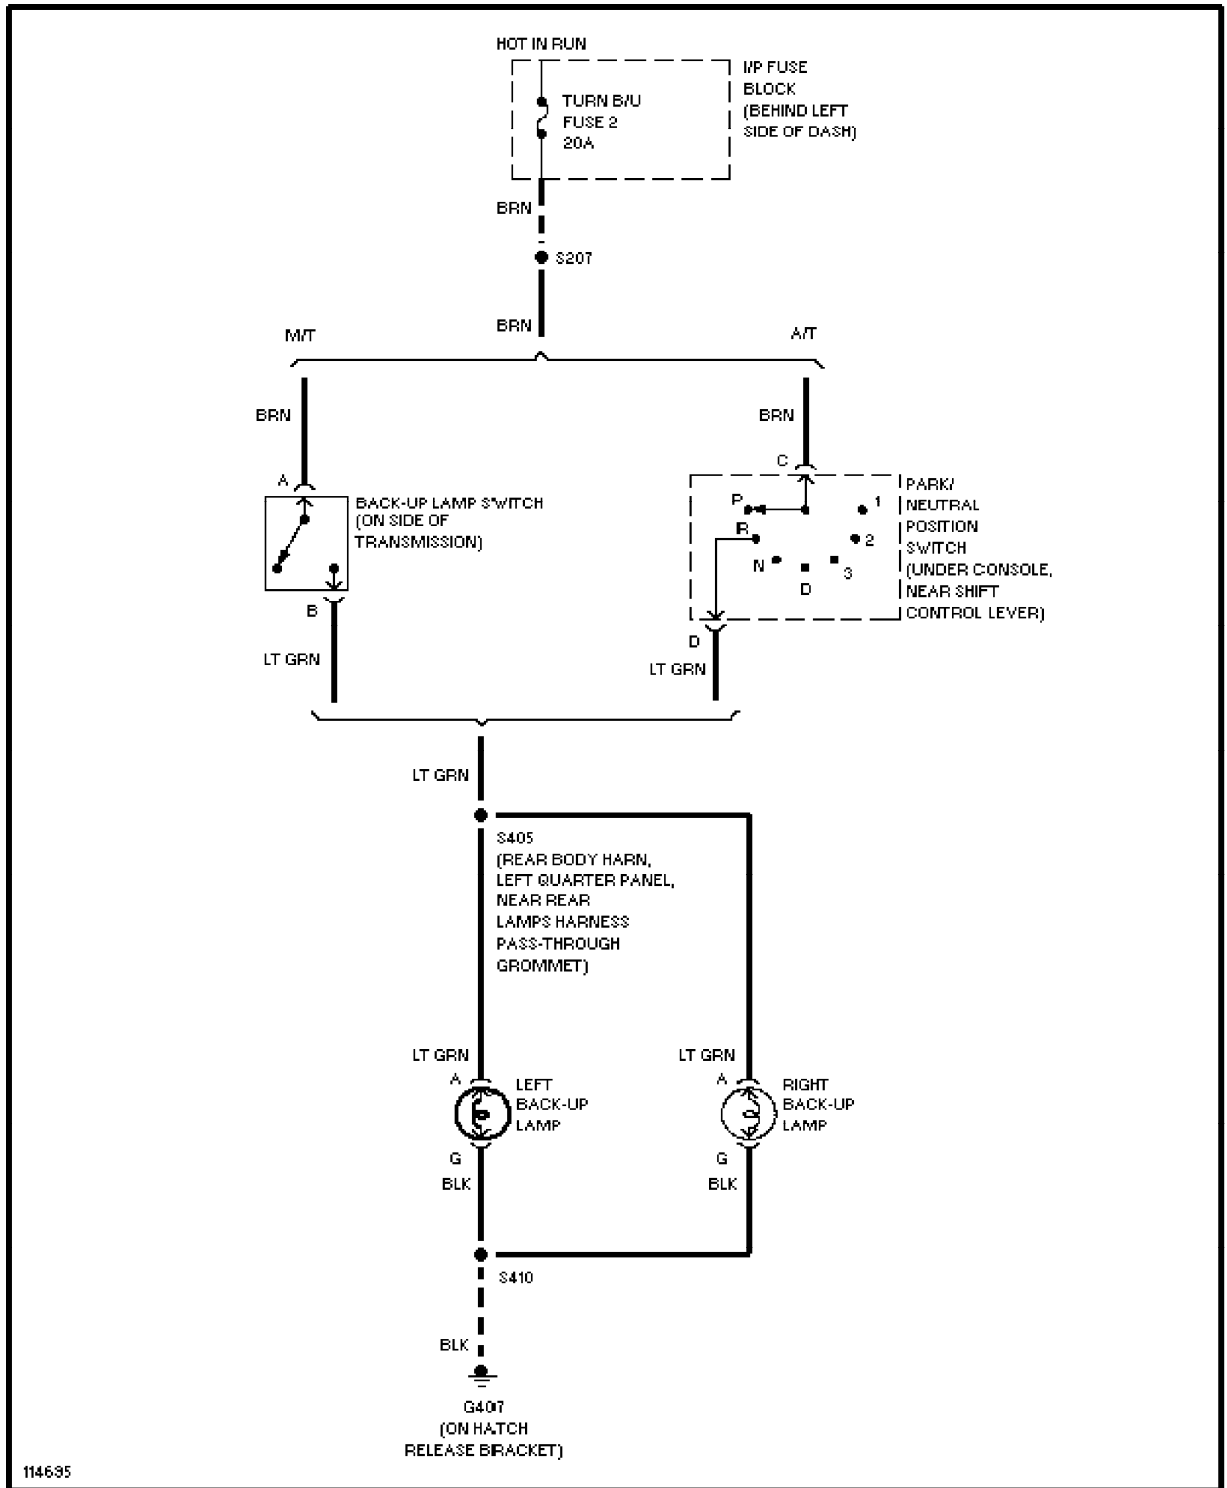 HOT IN RUN
I/P FUSE
BLOCK
(BEHIND LEFT
SIDE OF DASH)
TURN B/U
FUSE 2
20A
BRN
S207
BRN
M/T
A/T
BRN
BRN
A
C
BACK-UP LAMP SWITCH
(ON SIDE OF
TRANSMISSION)
B
P
R
N
D
3
2
1
PARK/
NEUTRAL
POSITION
SWITCH
(UNDER CONSOLE,
NEAR SHIFT
CONTROL LEVER)
D
LT GRN
LT GRN
LT GRN
S405
(REAR BODY HARN,
LEFT QUARTER PANEL,
NEAR REAR
LAMPS HARNESS
PASS-THROUGH
GROMMET)
LT GRN
LT GRN
A
LEFT
BACK-UP
LAMP
A
RIGHT
BACK-UP
LAMP
G
BLK
G
BLK
S410
BLK
G407
(ON HATCH
RELEASE BRACKET)
114695